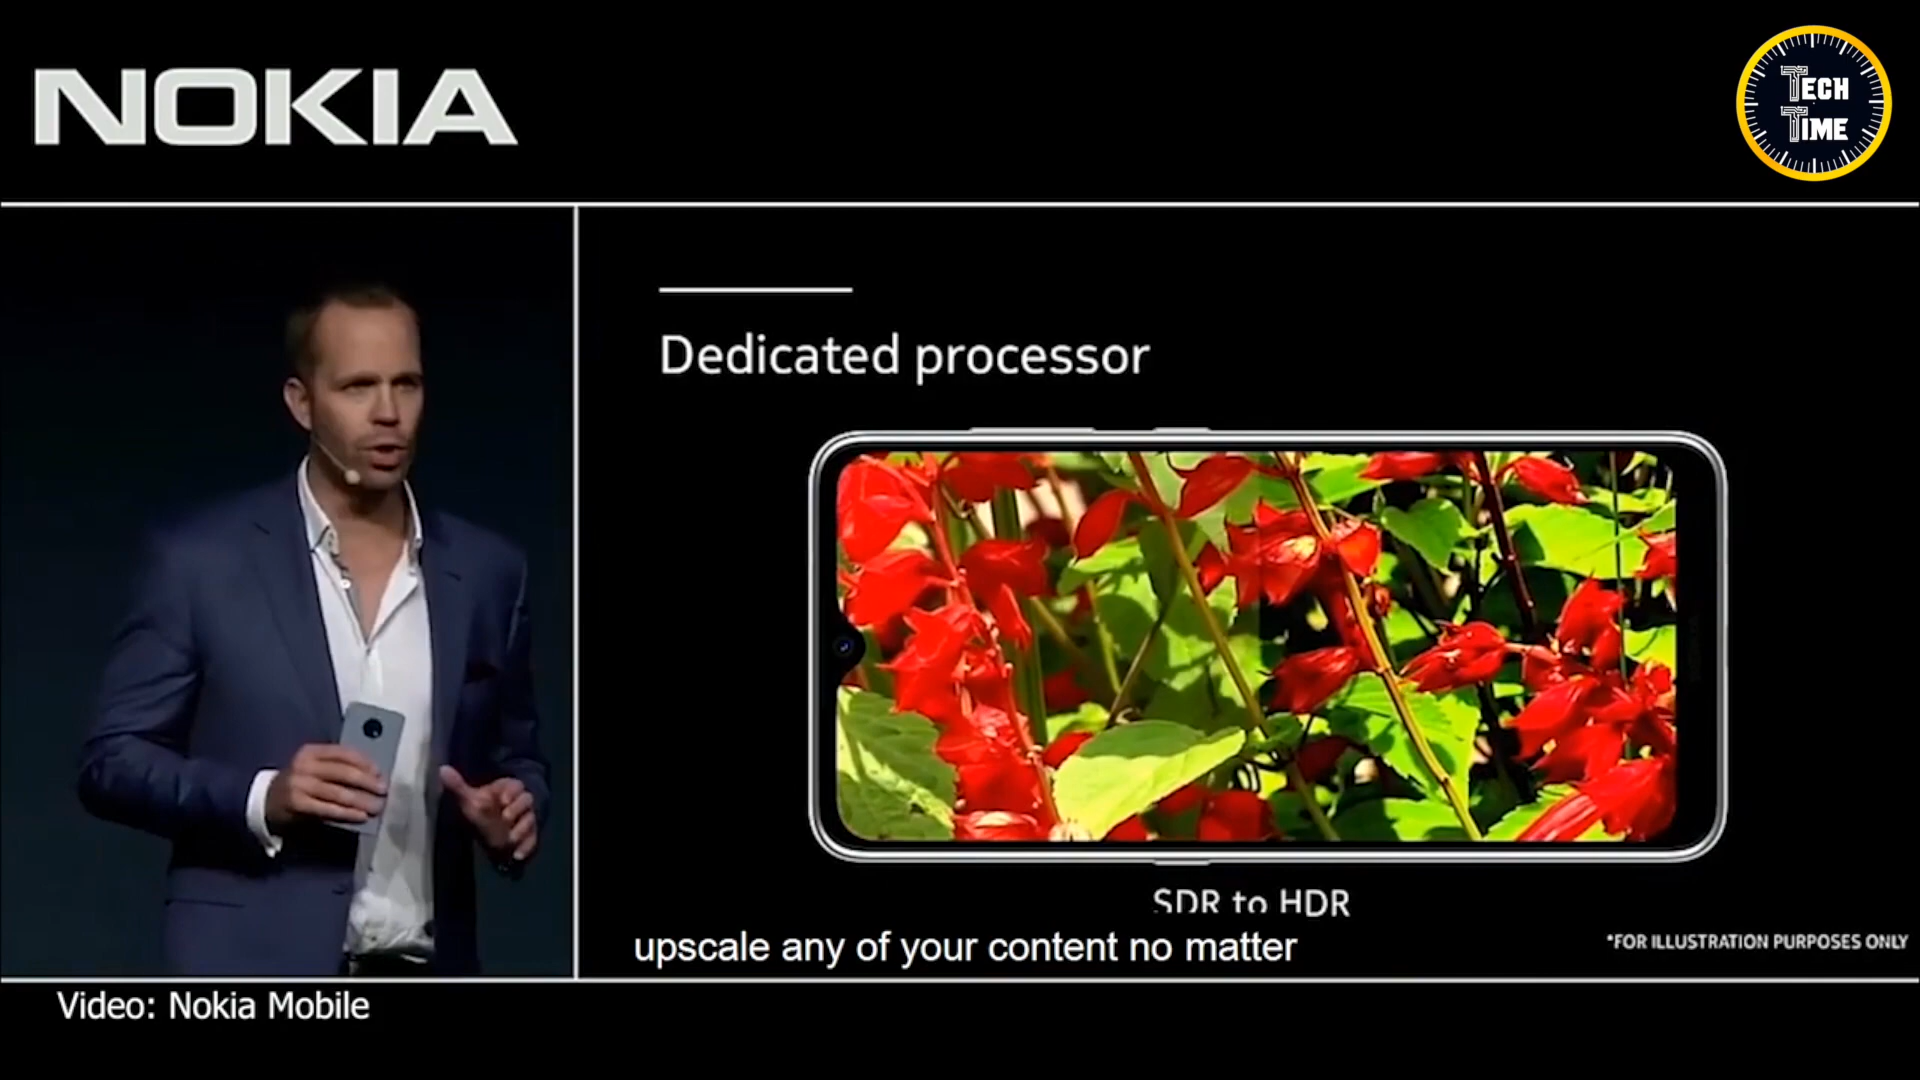 NOKIA
TECH
TIME
Dedicated processor
SDR to HDR
upscale any of your content no matter
*FOR ILLUSTRATION PURPOSES ONLY
Video: Nokia Mobile